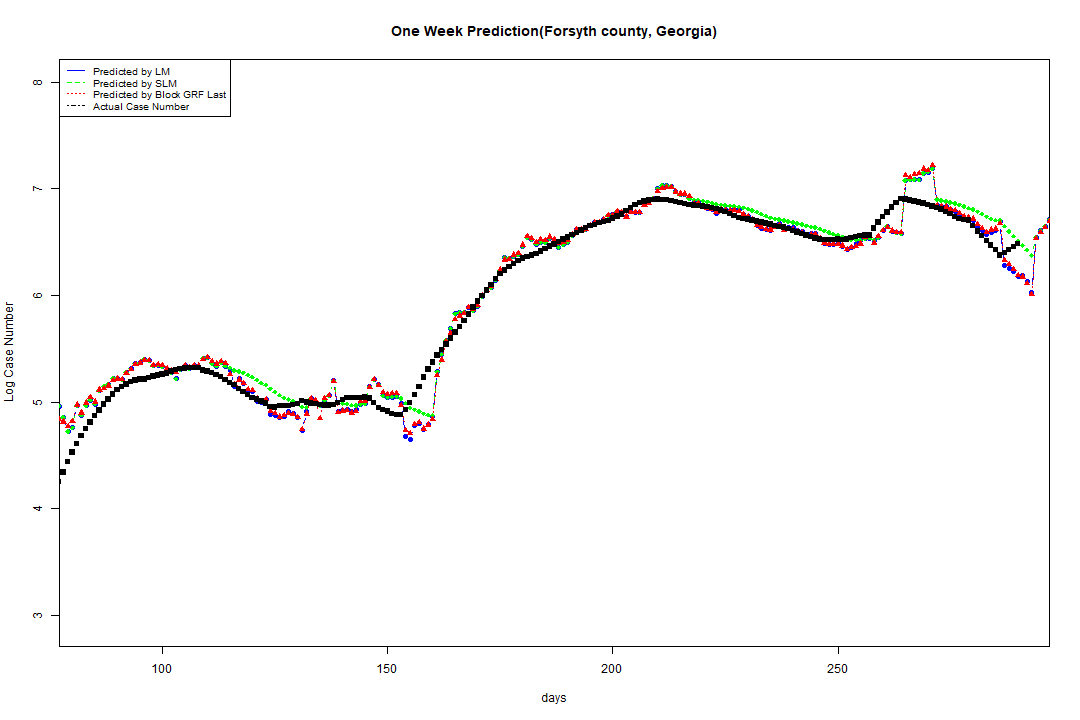 One Week Prediction(Forsyth county, Georgia)
Predicted by LM
Predicted by SLM
Predicted by Block GRF Last
Actual Case Number
8
7
6
5
4
3
Log Case Number
100 150 200 250
days